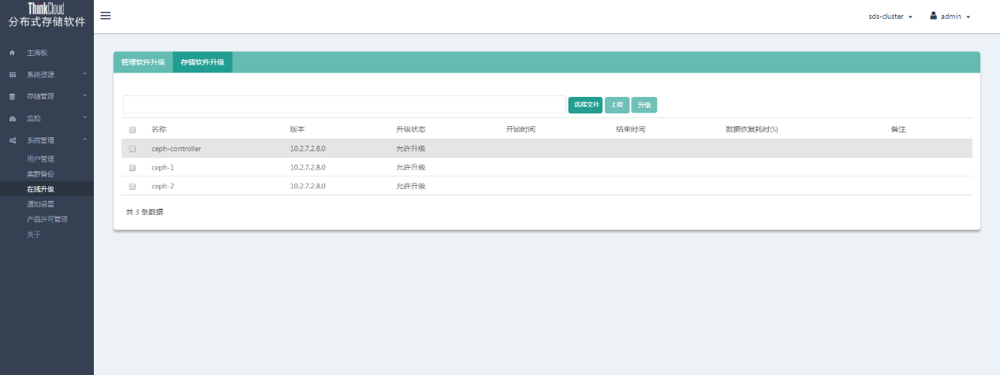 ThinkCloud
分布式存储软件
sds-cluster
admin
主面板
系统资源
存储管理
监控
系统管理
用户管理
集群备份
在线升级
通知设置
产品许可管理
关于
管理软件升级 存储软件升级
选择文件 上传 升级
名称 版本 升级状态 开始时间 结束时间 数据恢复耗时(S) 备注
ceph-controller 10.2.7.2.8.0 允许升级
ceph-1 10.2.7.2.8.0 允许升级
ceph-2 10.2.7.2.8.0 允许升级
共 3 条数据